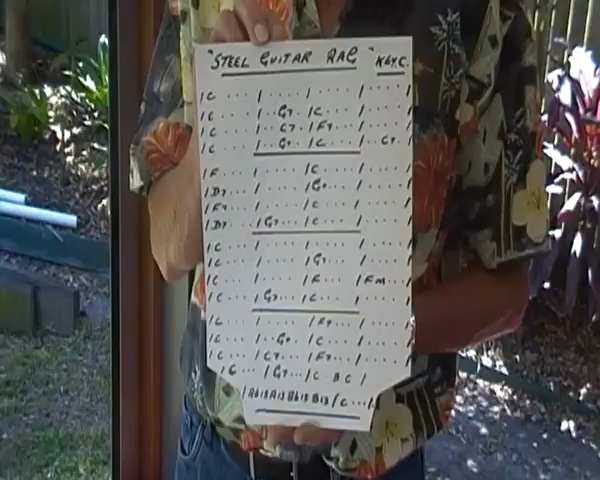 "STEEL GUITAR RAG" KEY.C.
/C .... / .... / .... / .... /
/C .... / .. G7 .. /C .... / .... /
/C .... / .. C7 .. /F7 .... / .... /
/C .... / .. G7 .. /C .... / .. C7 . /
/F .... / .... /C .... / .... /
/D7 .... / .... /G7 .... / .... /
/F7 .... / .... /C .... / .... /
/D7 .... /G7 .... /C .... / .... /
/C .... / .... / .... / .... /
/C .... / .... /G7 .... / .... /
/C .... / .... /F .... /Fm ... /
/C .... /G7 .... /C .... / .... /
/C .... / .... /F7 .... / .... /
/C .... / .. G7 .. /C .... / .... /
/C .... /C7 .... /F7 .... / .... /
/C .... /G7 .... /C B C /
/C .... /